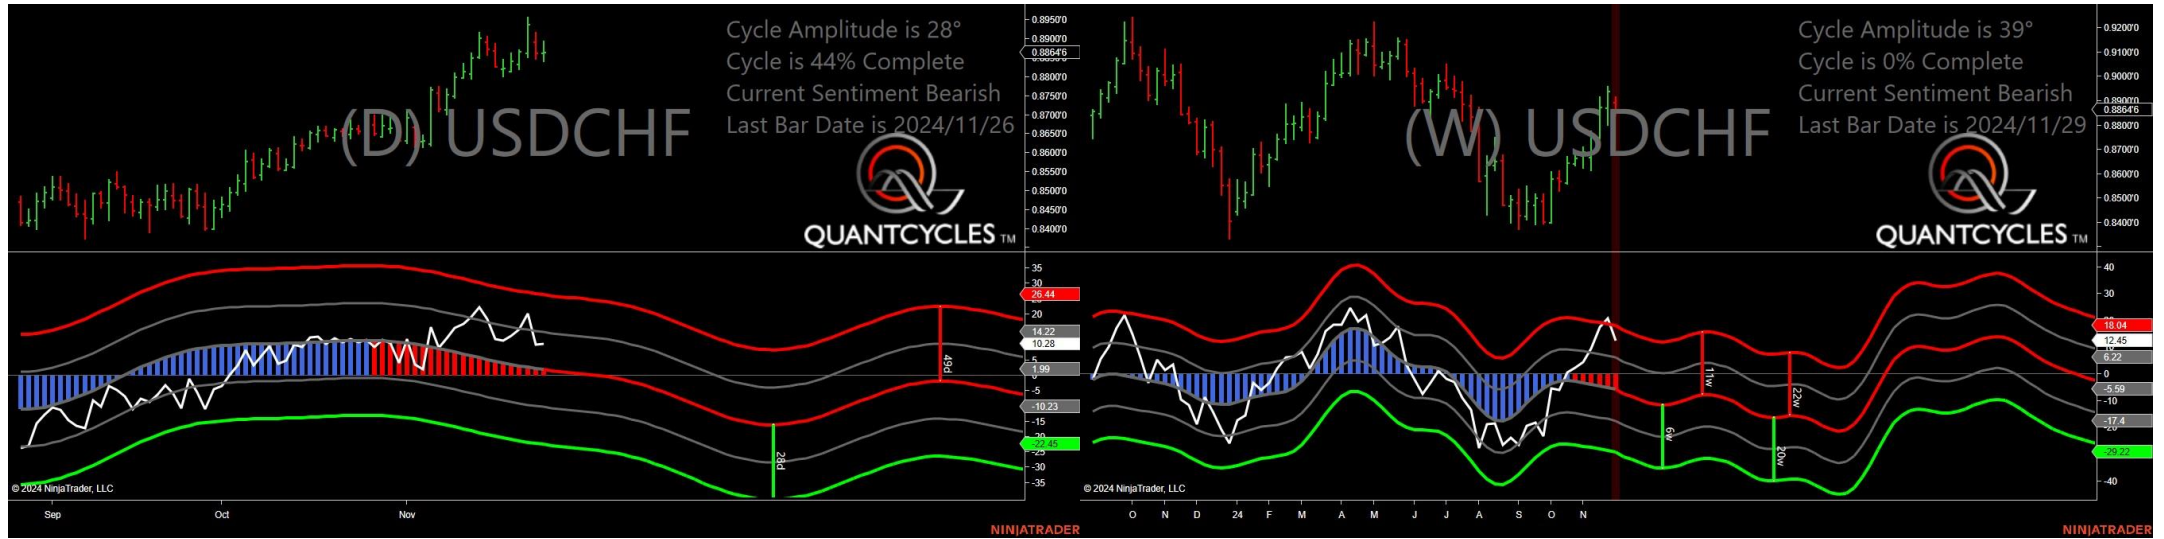 Cycle Amplitude is 28°
Cycle is 44% Complete
Current Sentiment Bearish
Last Bar Date is 2024/11/26
(D) USDCHF
QUANTCYCLES TM
0.8950'0
0.8900'0
0.8864'6
0.8800'0
0.8750'0
0.8700'0
0.8650'0
0.8600'0
0.8550'0
0.8500'0
0.8450'0
0.8400'0
35
30
26.44
20
14.22
10.28
5
1.99
-5
-10.23
-15
-22.45
-25
-30
-35
49d
28d
© 2024 NinjaTrader, LLC
Sep
Oct
Nov
NINJATRADER
Cycle Amplitude is 39°
Cycle is 0% Complete
Current Sentiment Bearish
Last Bar Date is 2024/11/29
(W) USDCHF
QUANTCYCLES TM
0.9200'0
0.9100'0
0.9000'0
0.8900'0
0.8864'6
0.8800'0
0.8700'0
0.8600'0
0.8500'0
0.8400'0
40
30
18.04
12.45
6.22
0
-5.59
-10
-17.4
-29.22
-40
11w
22w
6w
20w
© 2024 NinjaTrader, LLC
O N D 24 F M A M J J A S O N
NINJATRADER